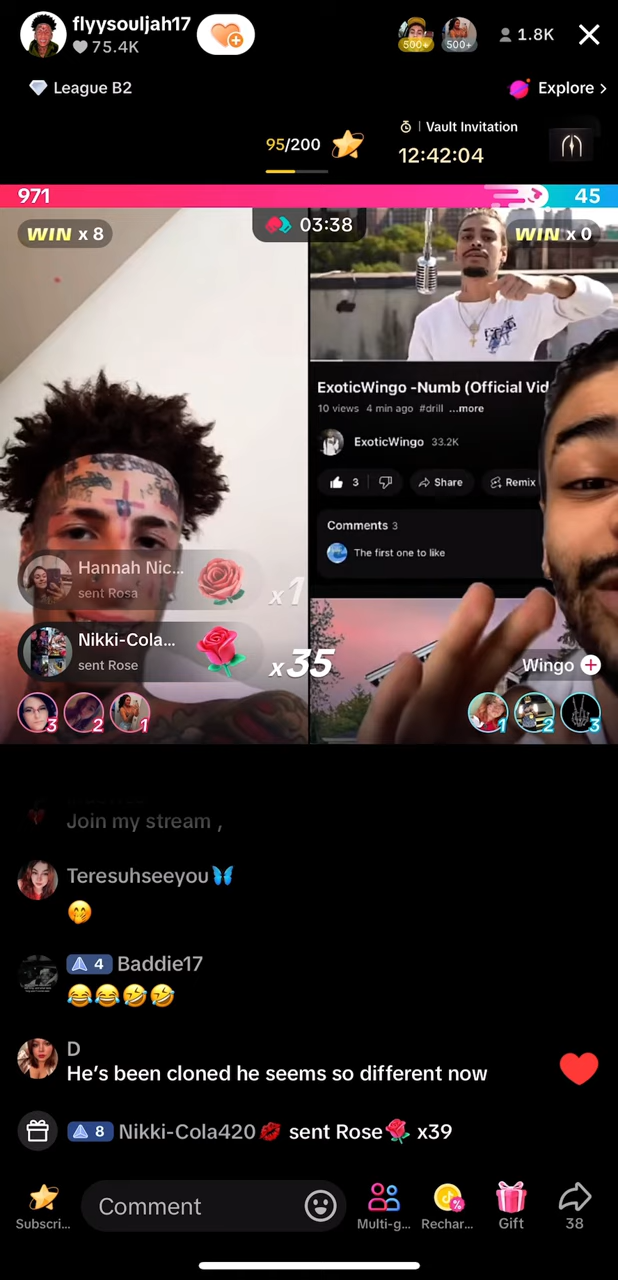 flyysouljah17
75.4K
500+
500+
1.8K
League B2
Explore >
95/200
Vault Invitation
12:42:04
971
45
WIN x 8
03:38
WIN x 0
ExoticWingo -Numb (Official Vid
10 views 4 min ago #drill ...more
ExoticWingo 33.2K
3
Share
Remix
Comments 3
The first one to like
Hannah Nic...
sent Rosa
x1
Nikki-Cola...
sent Rose
x35
Wingo
3
2
1
1
2
3
Join my stream ,
Teresuhseeyou🦋
🤭
4 Baddie17
😂😂🤣🤣
D
He's been cloned he seems so different now
8 Nikki-Cola420💋 sent Rose🌹 x39
Comment
Subscri...
Multi-g...
Rechar...
Gift
38